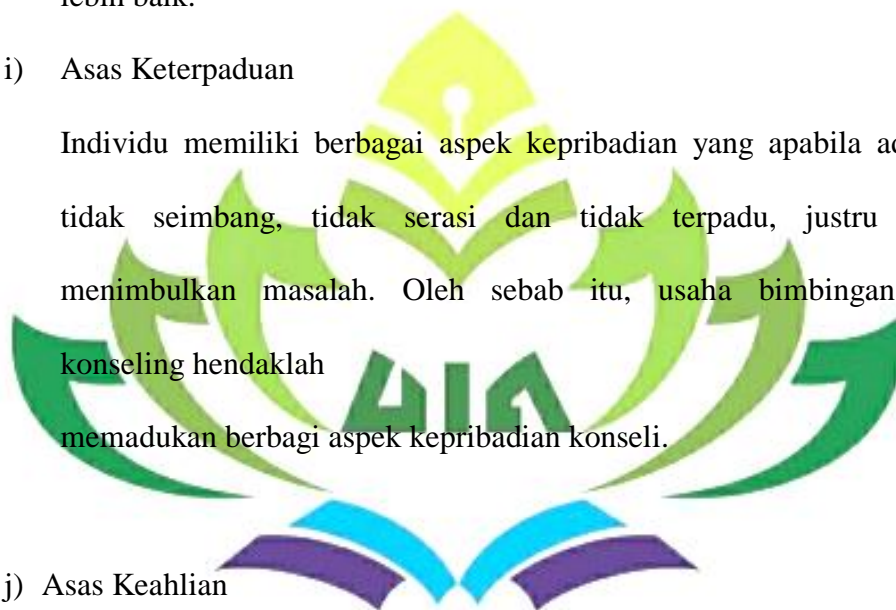 lebih baik.
i) Asas Keterpaduan
Individu memiliki berbagai aspek kepribadian yang apabila
tidak seimbang, tidak serasi dan tidak terpadu, justru
menimbulkan masalah. Oleh sebab itu, usaha bimbingan
konseling hendaklah
UIN
memadukan berbagi aspek kepribadian konseli.
j) Asas Keahlian